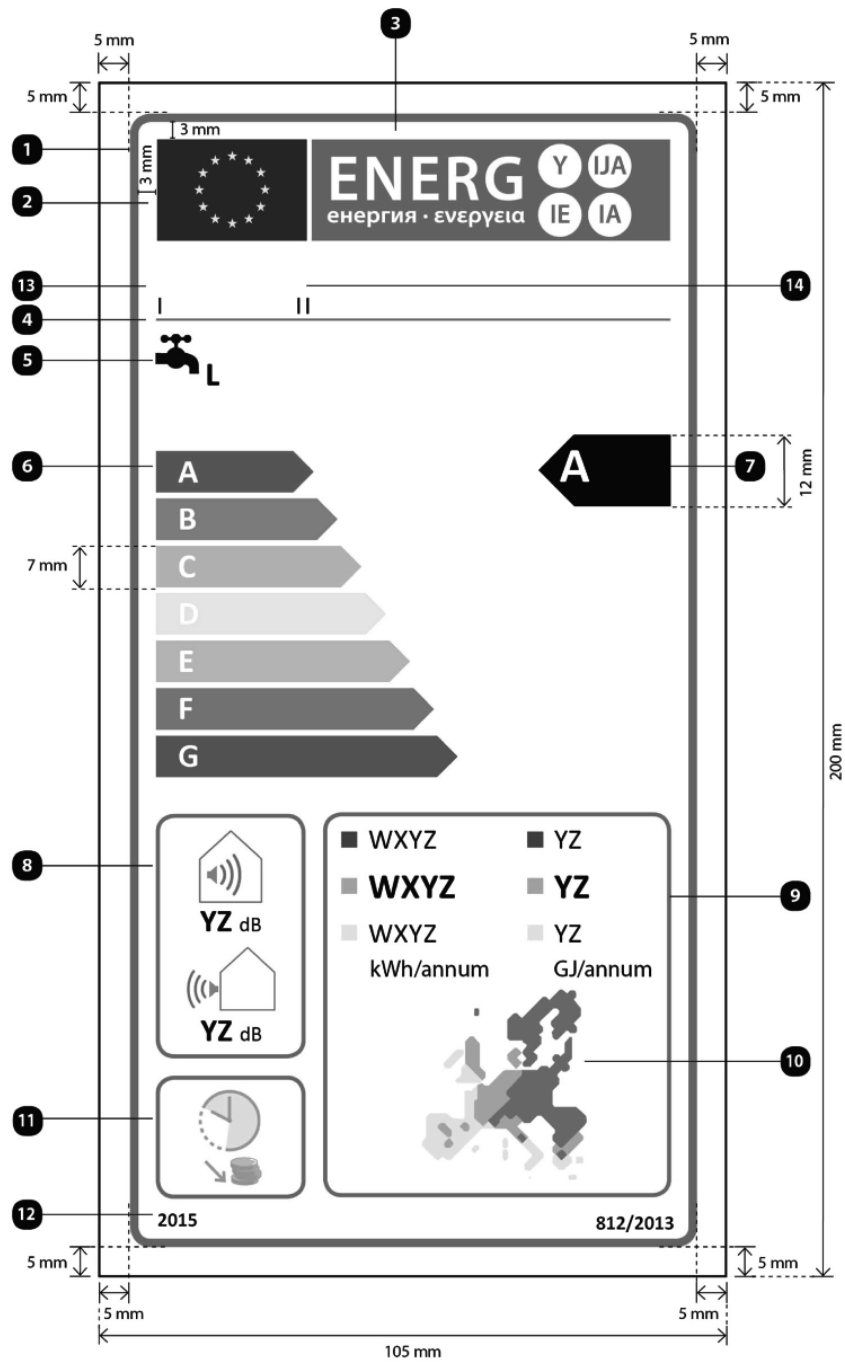 3
5 mm
5 mm
5 mm
5 mm
3 mm
1
3 mm
ENERG
Y
IJA
2
енергия · ενεργεια
IE
IA
13
14
I
II
4
5
L
6
A
A
7
12 mm
B
7 mm
C
D
E
F
G
200 mm
WXYZ
YZ
8
WXYZ
YZ
9
YZ dB
WXYZ
YZ
kWh/annum
GJ/annum
YZ dB
10
11
12
2015
812/2013
5 mm
5 mm
5 mm
5 mm
105 mm